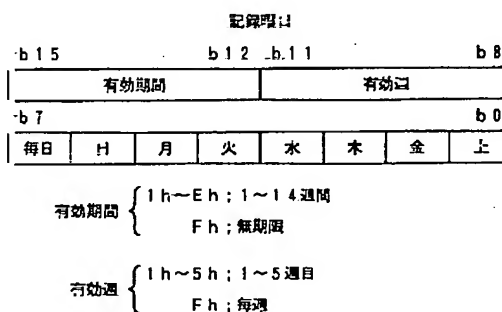 記録曜日
b15 b12 b11 b8
有効期間 有効週
b7 b0
毎日 日 月 火 水 木 金 土
有効期間 { 1h~Eh;1~14週間
Fh;無期限
有効週 { 1h~5h;1~5週目
Fh;毎週